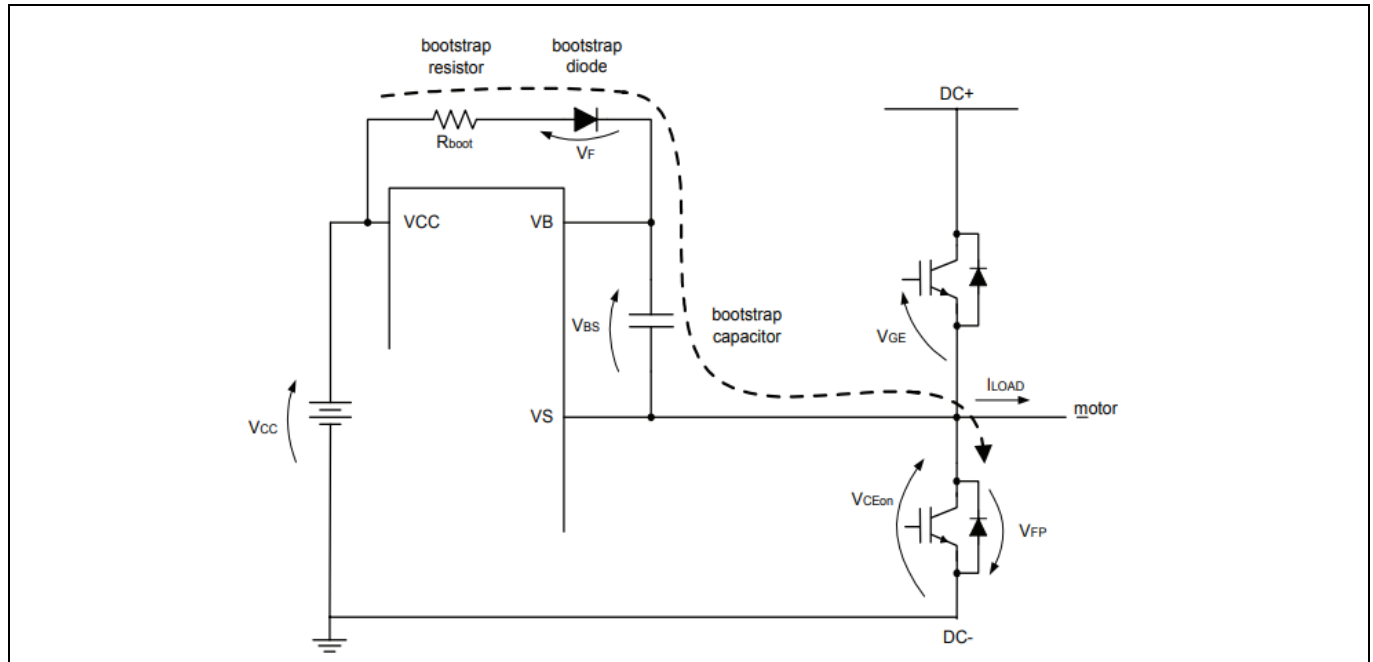 bootstrap
resistor
bootstrap
diode
DC+
Rboot
VF
VCC
VB
VBS
bootstrap
capacitor
VGE
ILOAD
motor
VCC
VS
VCEon
VFP
DC-